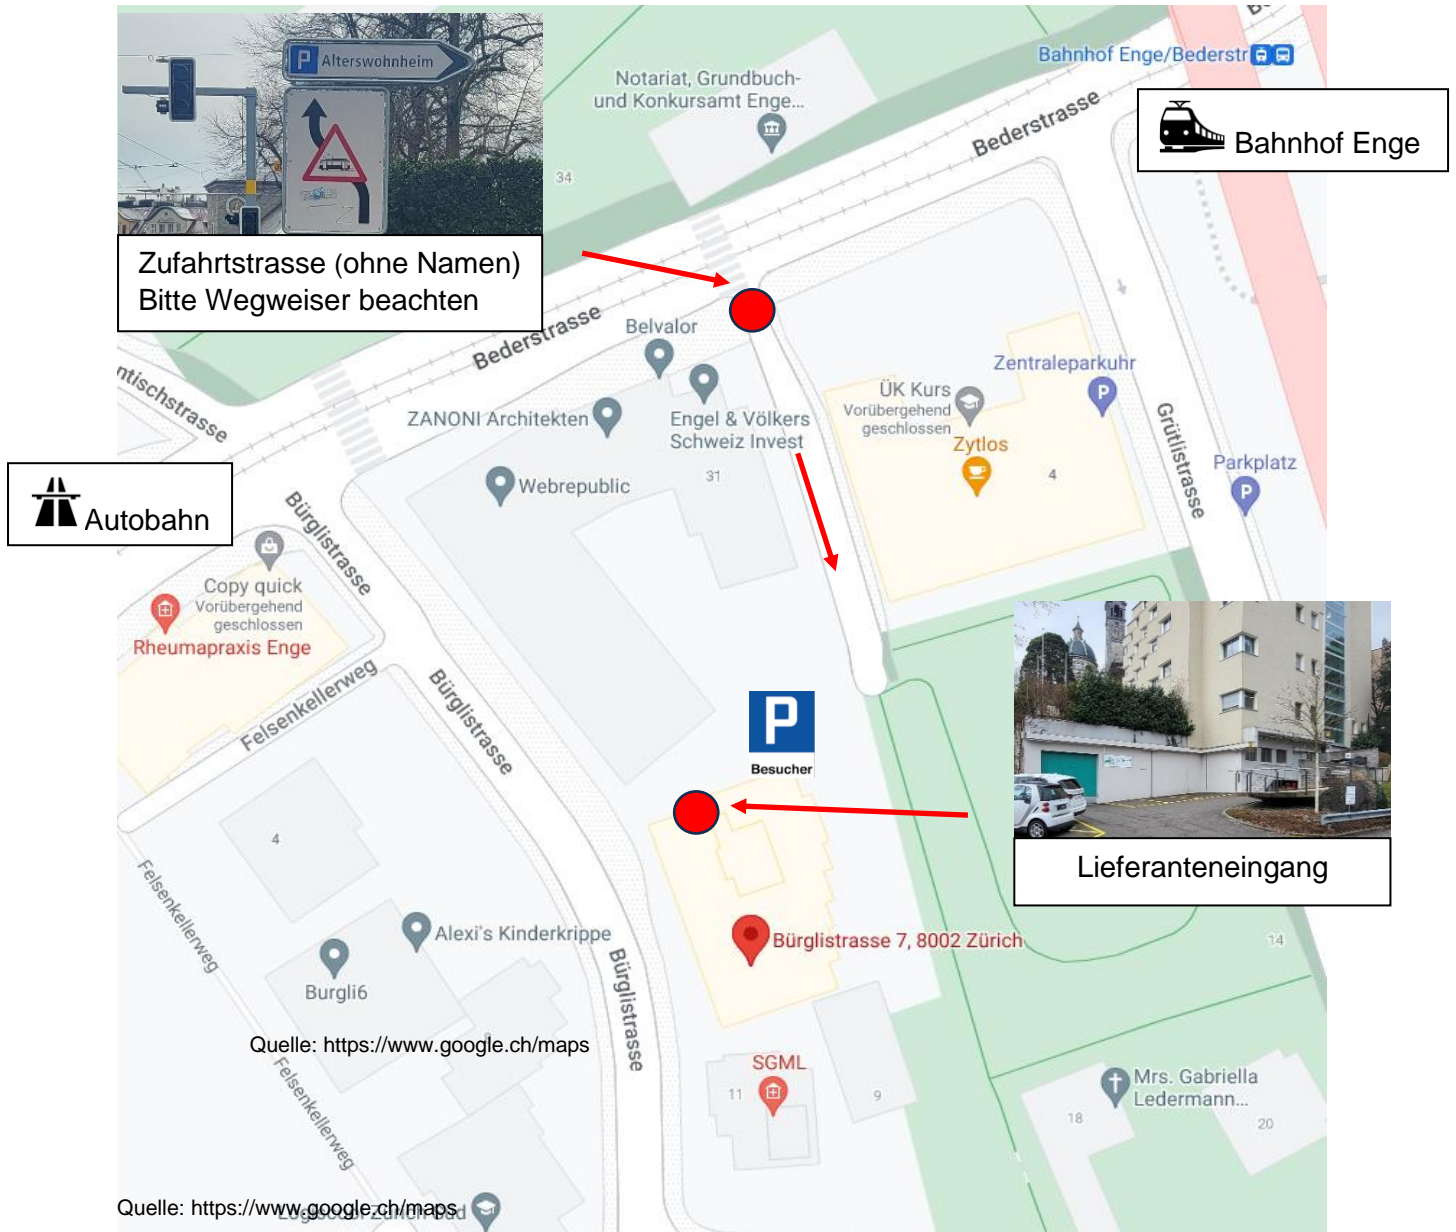 P Alterswohnheim
Zufahrtstrasse (ohne Namen)
Bitte Wegweiser beachten
Notariat, Grundbuch-
und Konkursamt Enge...
34
Bahnhof Enge/Bederstr
Bederstrasse
Bahnhof Enge
Bederstrasse
Belvalor
ZANONI Architekten
Engel & Völkers
Schweiz Invest
Webrepublic
31
ÜK Kurs
Vorübergehend
geschlossen
Zytlos
4
Zentraleparkuhr
P
Grütlistrasse
Parkplatz
P
ntischstrasse
Autobahn
Bürglistrasse
Copy quick
Vorübergehend
geschlossen
Rheumapraxis Enge
Felsenkellerweg
Bürglistrasse
P
Besucher
Lieferanteneingang
4
Felsenkellerweg
Alexi's Kinderkrippe
Burgli6
Bürglistrasse
Bürglistrasse 7, 8002 Zürich
14
Quelle: https://www.google.ch/maps
SGML
11
9
Mrs. Gabriella
Ledermann...
18
20
Felsenkellerweg
Quelle: https://www.google.ch/maps